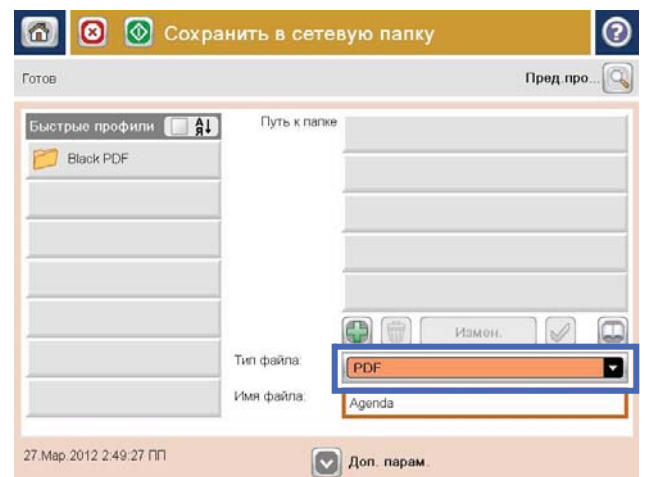 Сохранить в сетевую папку
Готов
Пред.про...
Быстрые профили
Путь к папке
Black PDF
Измен.
Тип файла:
PDF
Имя файла:
Agenda
27.Мар.2012 2:49:27 ПП
Доп. парам.